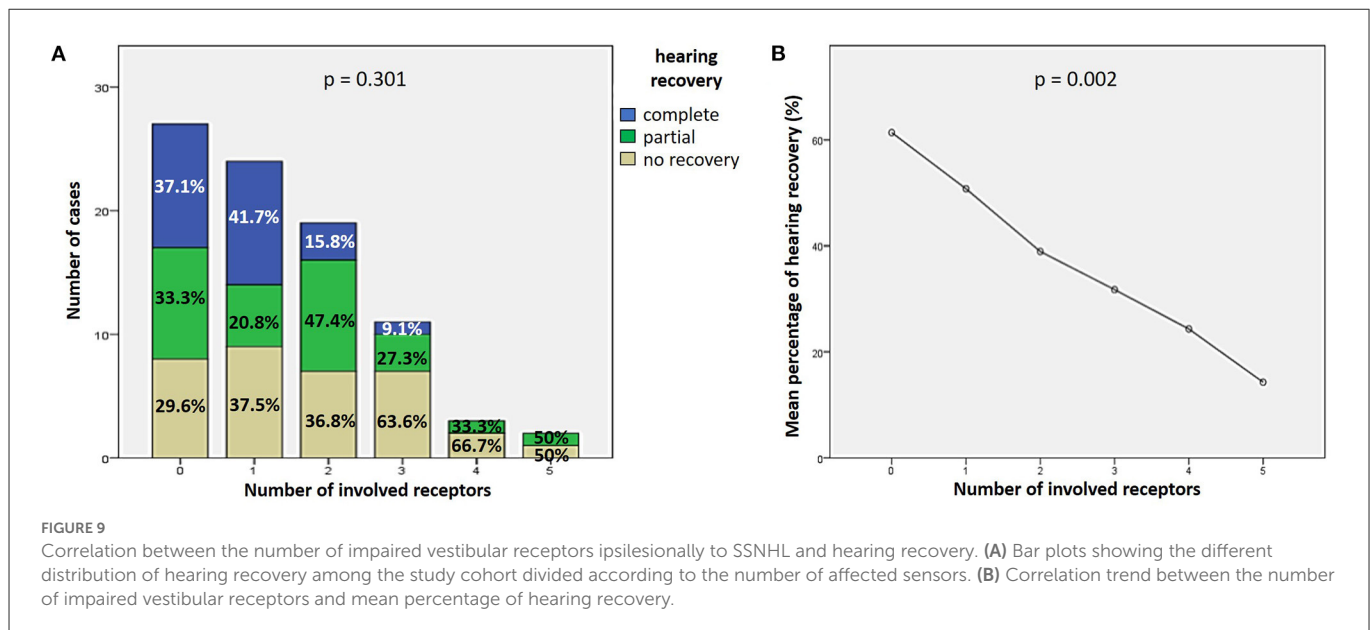 A
p = 0.301
hearing
recovery
complete
partial
no recovery
Number of cases
30
20
10
0
37.1%
33.3%
29.6%
41.7%
20.8%
37.5%
15.8%
47.4%
36.8%
9.1%
27.3%
63.6%
33.3%
66.7%
50%
50%
0 1 2 3 4 5
Number of involved receptors
B
p = 0.002
Mean percentage of hearing recovery (%)
60
40
20
0
0 1 2 3 4 5
Number of involved receptors
FIGURE 9
Correlation between the number of impaired vestibular receptors ipsilesionally to SSNHL and hearing recovery. (A) Bar plots showing the different
distribution of hearing recovery among the study cohort divided according to the number of affected sensors. (B) Correlation trend between the number
of impaired vestibular receptors and mean percentage of hearing recovery.